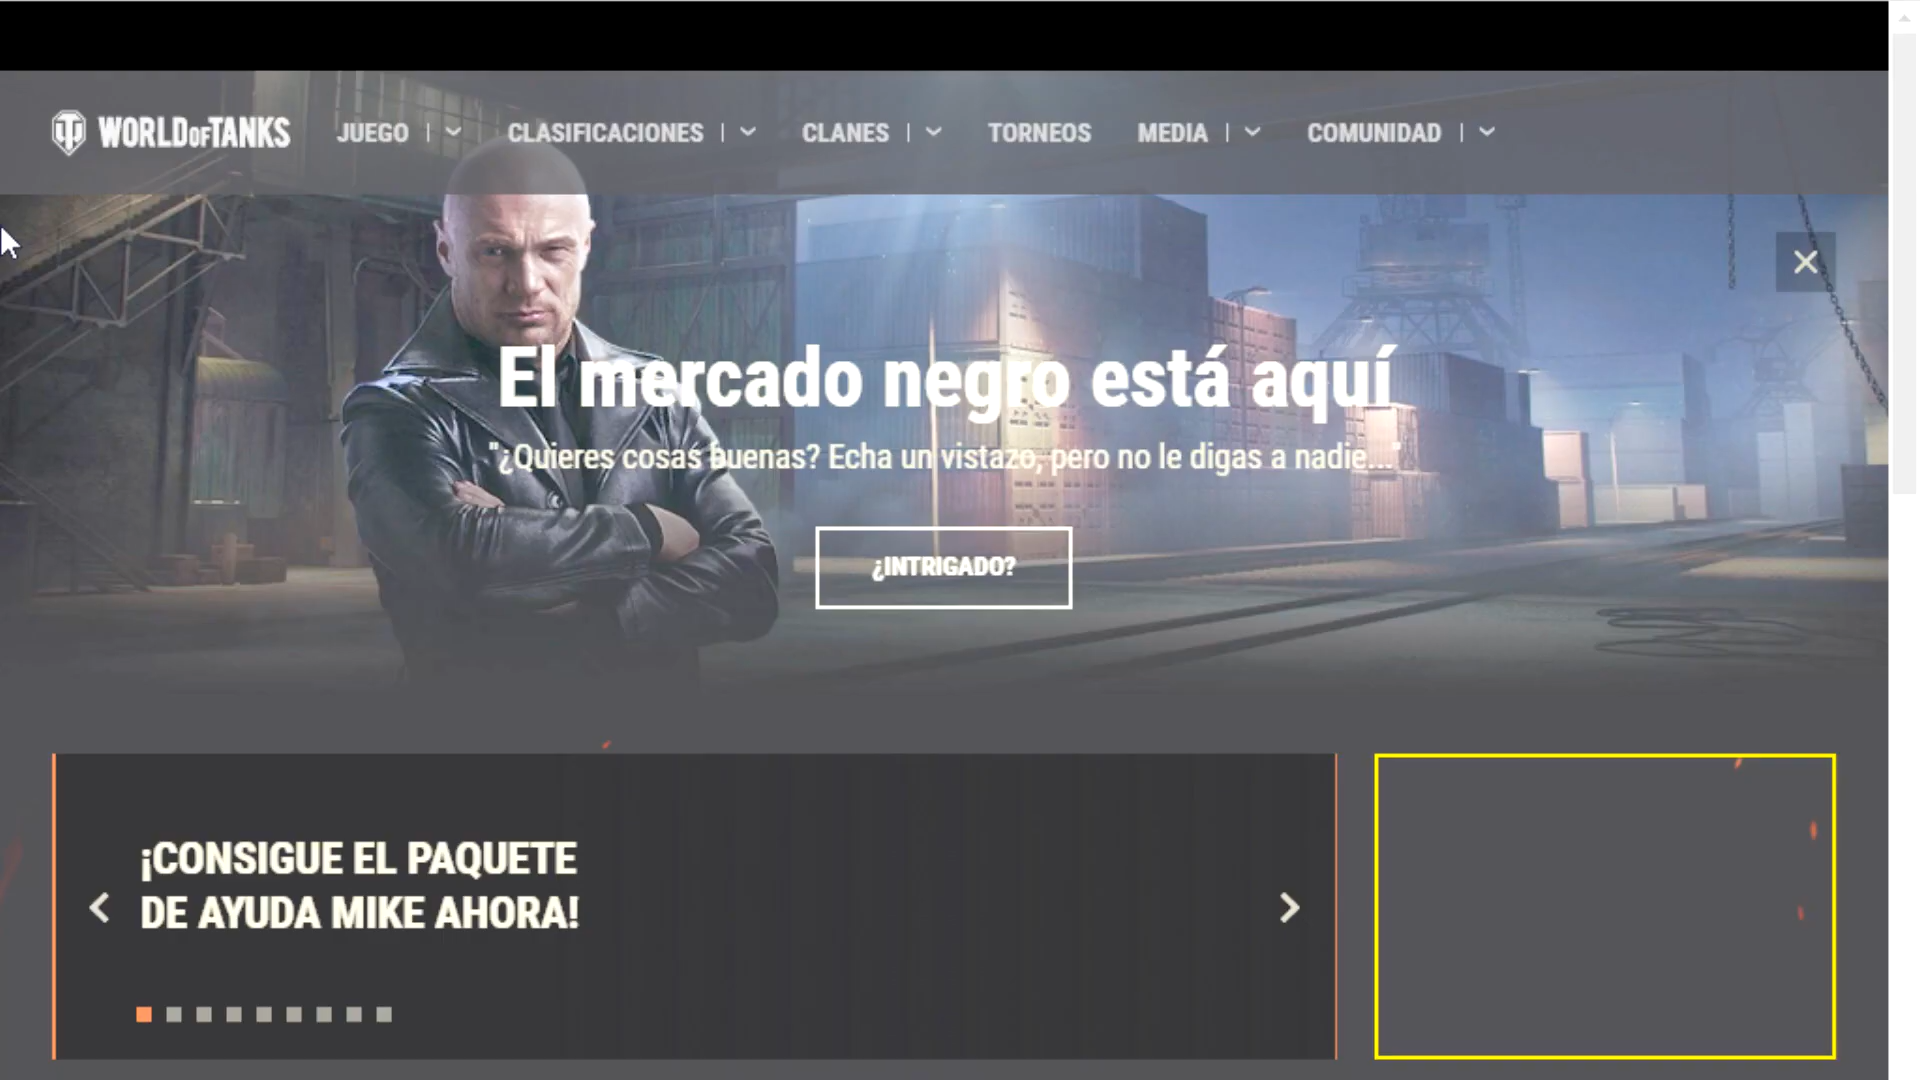 WORLD OF TANKS
JUEGO
CLASIFICACIONES
CLANES
TORNEOS
MEDIA
COMUNIDAD
El mercado negro está aquí
"¿Quieres cosas buenas? Echa un vistazo, pero no le digas a nadie..."
¿INTRIGADO?
¡CONSIGUE EL PAQUETE
DE AYUDA MIKE AHORA!